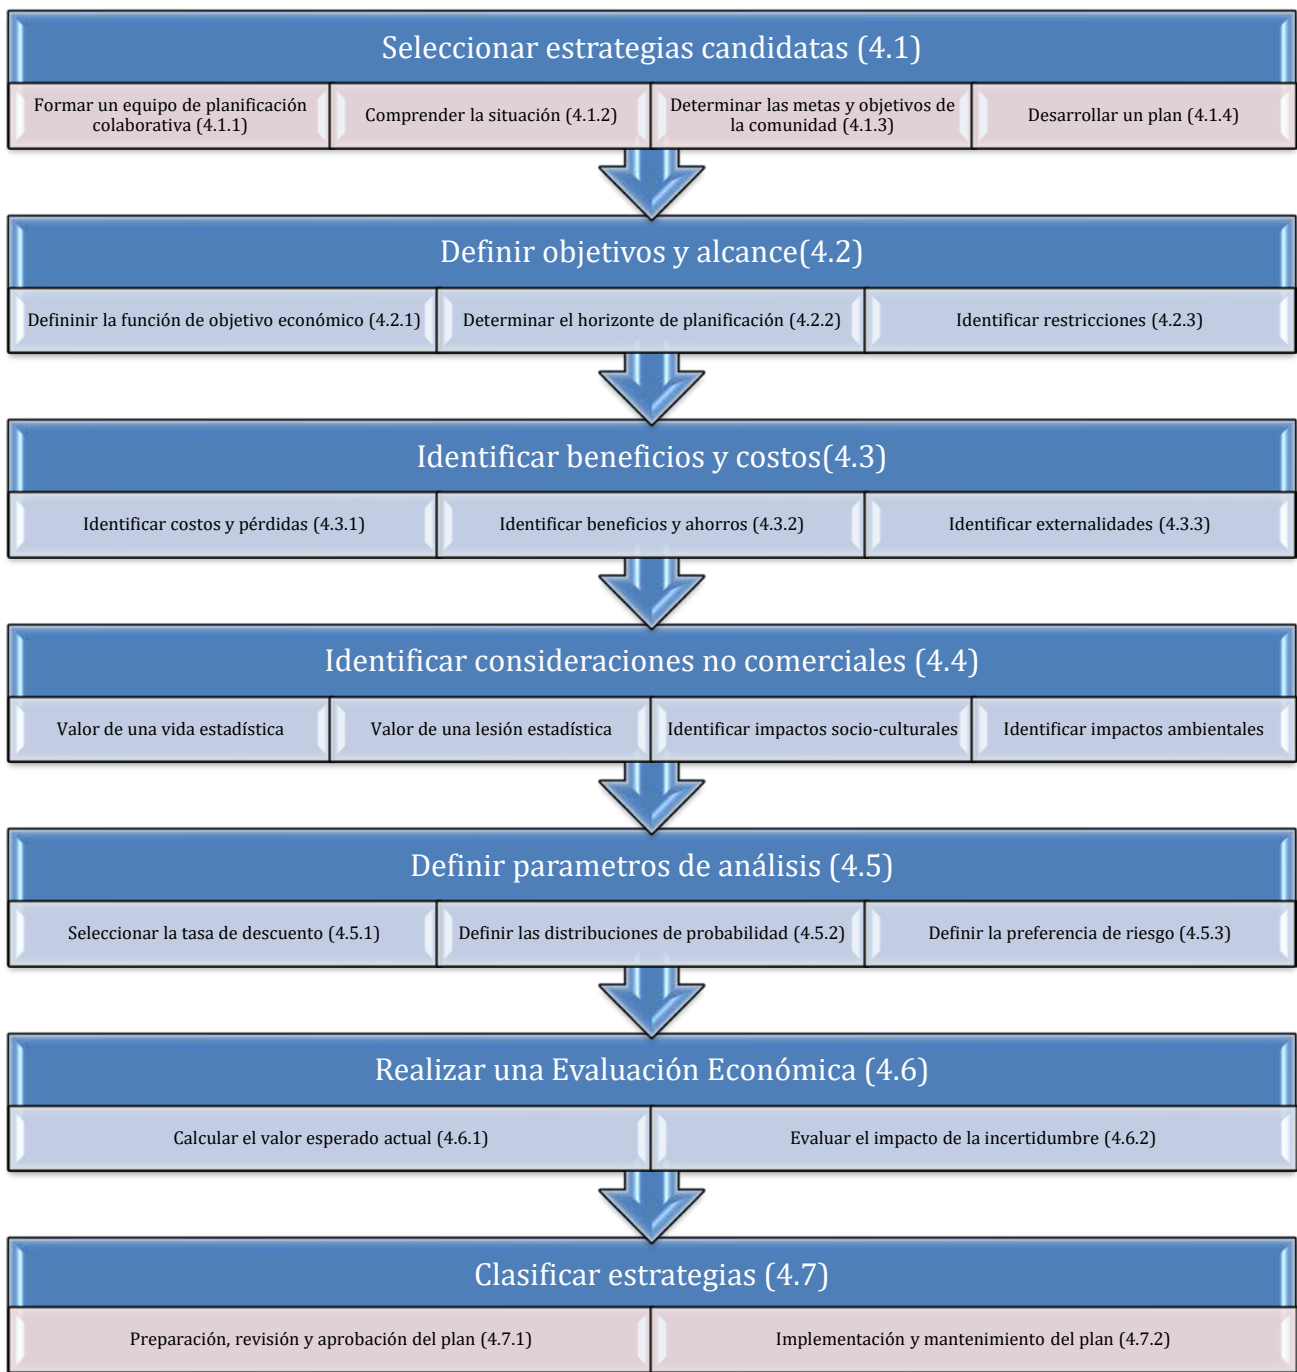 Seleccionar estrategias candidatas (4.1)
Formar un equipo de planificación
colaborativa (4.1.1)
Comprender la situación (4.1.2)
Determinar las metas y objetivos de
la comunidad (4.1.3)
Desarrollar un plan (4.1.4)
Definir objetivos y alcance(4.2)
Defininir la función de objetivo económico (4.2.1)
Determinar el horizonte de planificación (4.2.2)
Identificar restricciones (4.2.3)
Identificar beneficios y costos(4.3)
Identificar costos y pérdidas (4.3.1)
Identificar beneficios y ahorros (4.3.2)
Identificar externalidades (4.3.3)
Identificar consideraciones no comerciales (4.4)
Valor de una vida estadística
Valor de una lesión estadística
Identificar impactos socio-culturales
Identificar impactos ambientales
Definir parametros de análisis (4.5)
Seleccionar la tasa de descuento (4.5.1)
Definir las distribuciones de probabilidad (4.5.2)
Definir la preferencia de riesgo (4.5.3)
Realizar una Evaluación Económica (4.6)
Calcular el valor esperado actual (4.6.1)
Evaluar el impacto de la incertidumbre (4.6.2)
Clasificar estrategias (4.7)
Preparación, revisión y aprobación del plan (4.7.1)
Implementación y mantenimiento del plan (4.7.2)